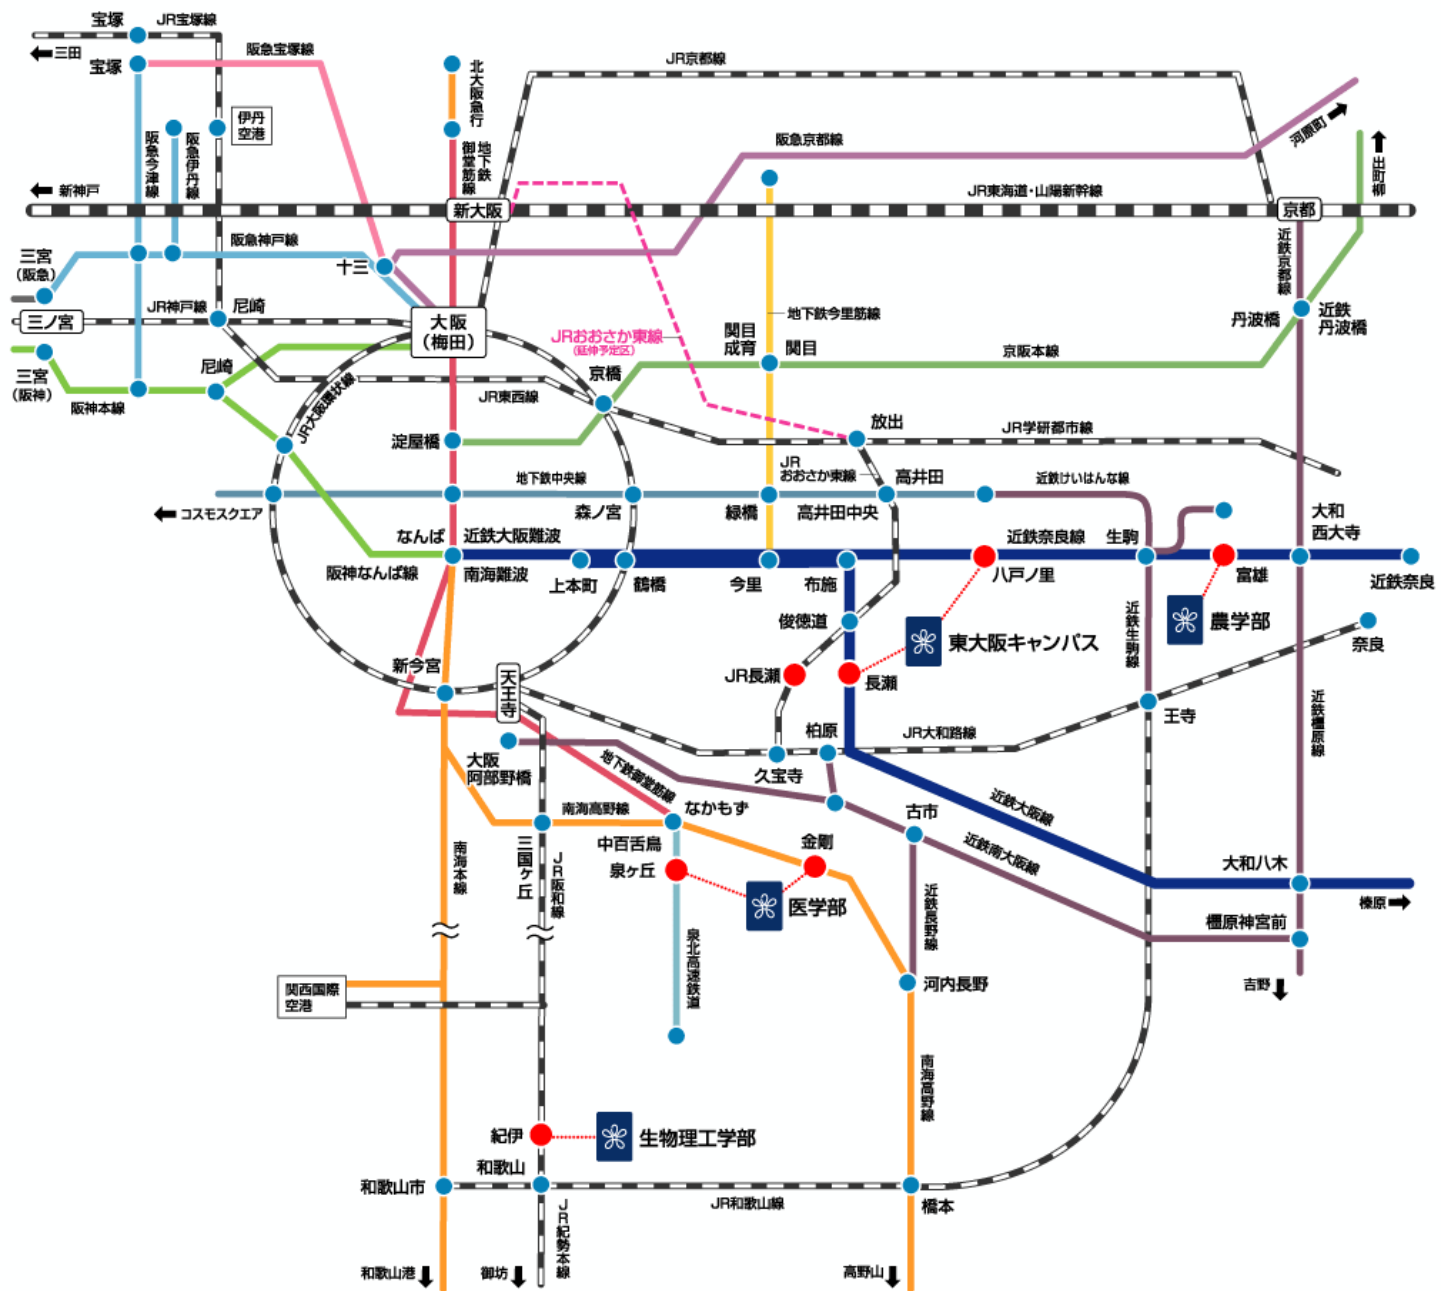 宝塚
JR宝塚線
三田
宝塚
阪急宝塚線
北大阪急行
JR京都線
伊丹
空港
阪急今津線
阪急伊丹線
地下鉄
御堂筋線
阪急京都線
河原町
出町柳
新神戸
新大阪
JR東海道・山陽新幹線
京都
三宮
(阪急)
阪急神戸線
十三
近鉄京都線
三ノ宮
JR神戸線
尼崎
大阪
(梅田)
地下鉄今里筋線
丹波橋
近鉄
丹波橋
JRおおさか東線
(延伸予定区)
関目
成育
関目
京阪本線
三宮
(阪神)
尼崎
阪神本線
JR大阪環状線
JR東西線
京橋
淀屋橋
放出
JR学研都市線
JR
おおさか東線
地下鉄中央線
高井田
近鉄けいはんな線
コスモスクエア
森ノ宮
緑橋
高井田中央
大和
西大寺
なんば
近鉄大阪難波
近鉄奈良線
生駒
阪神なんば線
南海難波
上本町
鶴橋
今里
布施
八戸ノ里
富雄
近鉄奈良
俊徳道
東大阪キャンパス
近鉄生駒線
農学部
奈良
新今宮
天王寺
JR長瀬
長瀬
王寺
近鉄橿原線
柏原
JR大和路線
大阪
阿部野橋
地下鉄御堂筋線
久宝寺
南海高野線
なかもず
近鉄大阪線
古市
近鉄南大阪線
南海本線
三国ヶ丘
JR阪和線
中百舌鳥
泉ヶ丘
金剛
大和八木
榛原
医学部
近鉄長野線
橿原神宮前
泉北高速鉄道
河内長野
吉野
関西国際
空港
南海高野線
紀伊
生物理工学部
和歌山市
和歌山
JR和歌山線
橋本
JR紀勢本線
和歌山港
御坊
高野山